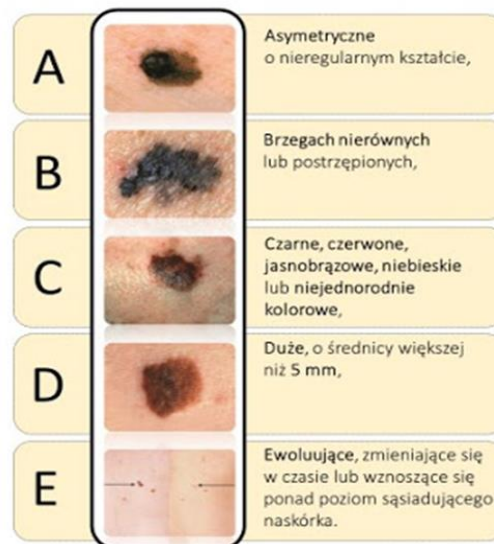 A
Asymetryczne
o nieregularnym kształcie,
B
Brzegach nierównych
lub postrzępionych,
C
Czarne, czerwone,
jasnobrązowe, niebieskie
lub niejednorodnie
kolorowe,
D
Duże, o średnicy większej
niż 5 mm,
E
Ewoluujące, zmieniające się
w czasie lub wznoszące się
ponad poziom sąsiadującego
naskórka.